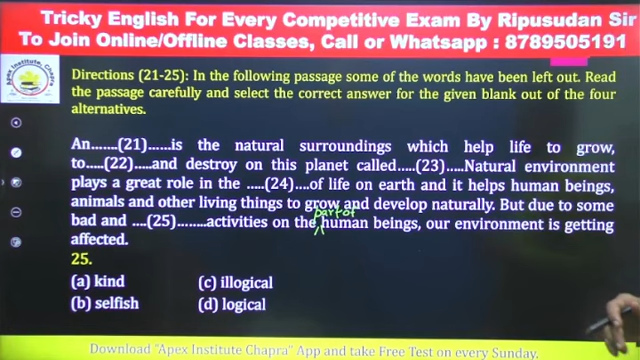 Tricky English For Every Competitive Exam By Ripusudan Sir
To Join Online/Offline Classes, Call or Whatsapp : 8789505191
Apex Institute, Chapra
Directions (21-25): In the following passage some of the words have been left out. Read
the passage carefully and select the correct answer for the given blank out of the four
alternatives.
An.......(21)......is the natural surroundings which help life to grow,
to.....(22).....and destroy on this planet called.....(23).....Natural environment
plays a great role in the .....(24)....of life on earth and it helps human beings,
animals and other living things to grow and develop naturally. But due to some
part of
bad and ....(25)........activities on the human beings, our environment is getting
affected.
25.
(a) kind (c) illogical
(b) selfish (d) logical
Download "Apex Institute Chapra" App and take Free Test on every Sunday.